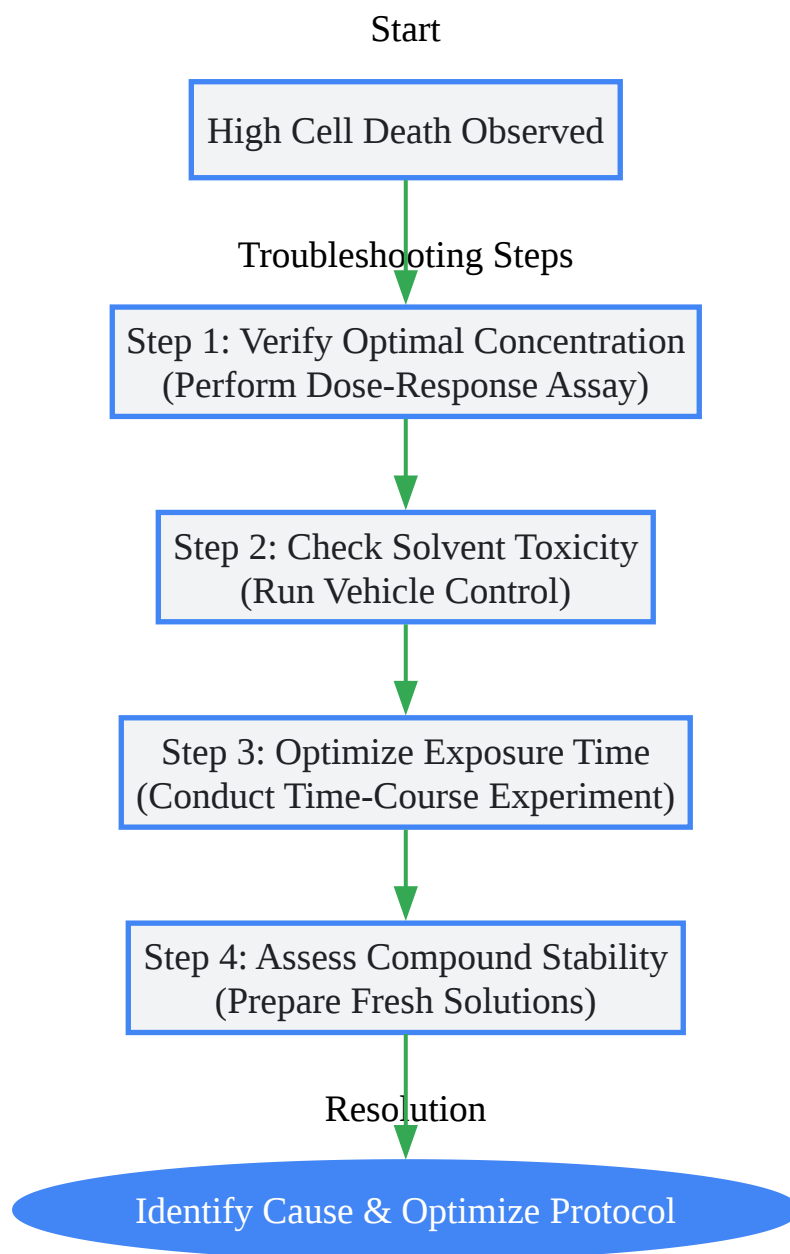 Start
High Cell Death Observed
Troubleshooting Steps
Step 1: Verify Optimal Concentration
(Perform Dose-Response Assay)
Step 2: Check Solvent Toxicity
(Run Vehicle Control)
Step 3: Optimize Exposure Time
(Conduct Time-Course Experiment)
Step 4: Assess Compound Stability
(Prepare Fresh Solutions)
Resolution
Identify Cause & Optimize Protocol